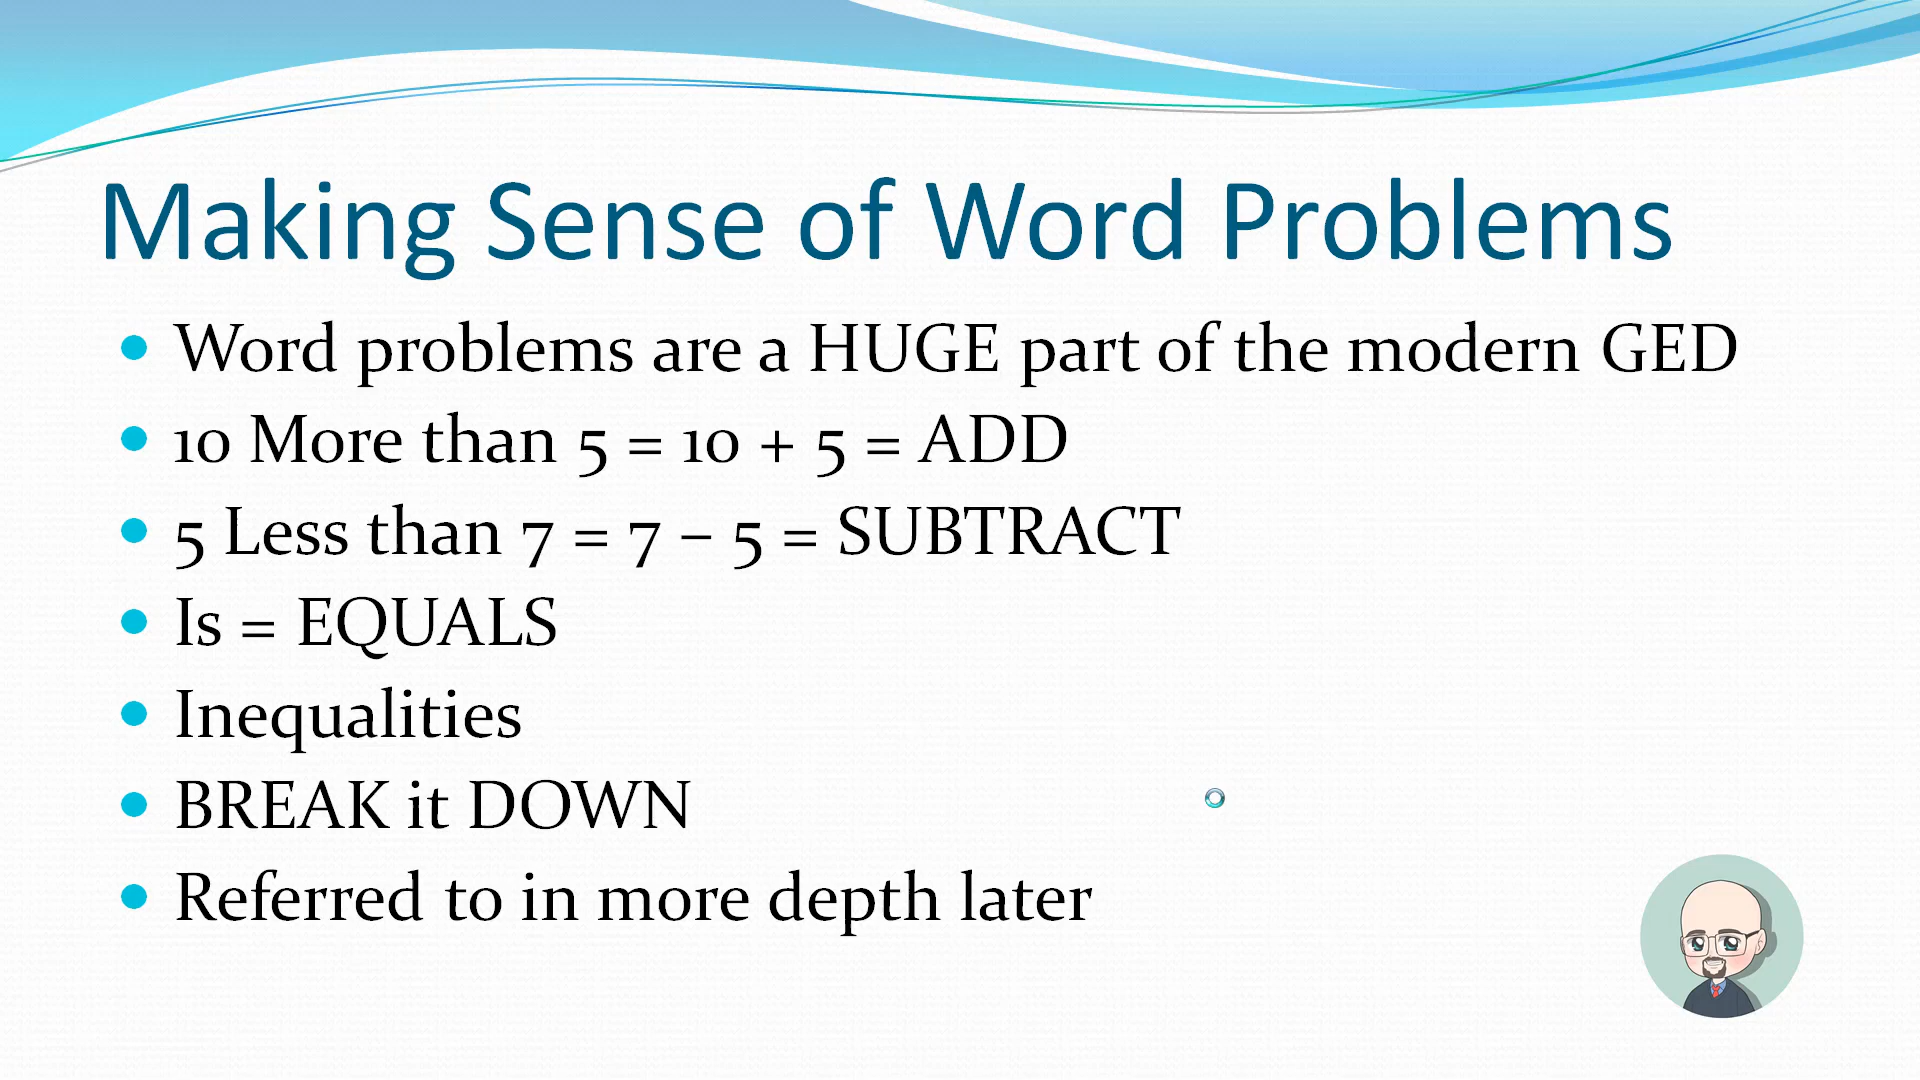 Making Sense of Word Problems
Word problems are a HUGE part of the modern GED
10 More than 5 = 10 + 5 = ADD
5 Less than 7 = 7 – 5 = SUBTRACT
Is = EQUALS
Inequalities
BREAK it DOWN
Referred to in more depth later